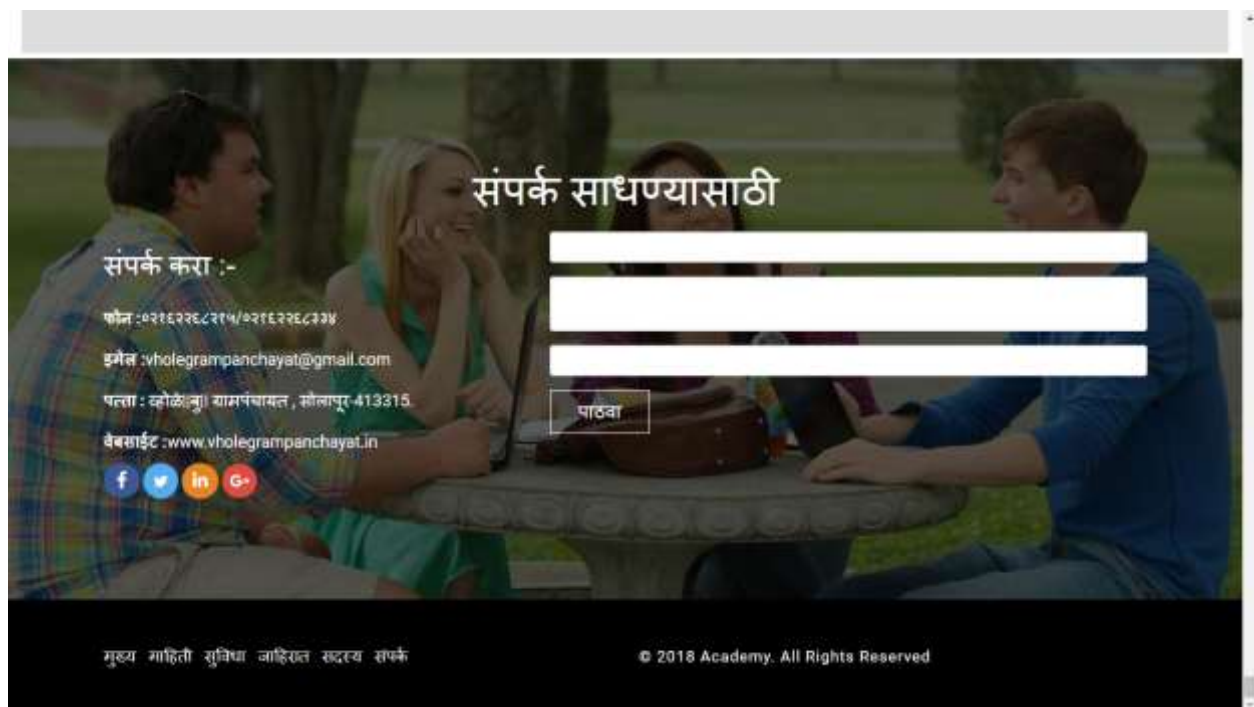 संपर्क साधण्यासाठी
संपर्क करा :-
फोन :०२१६२२६८२१५/०२१६२२६८३३४
इमेल :vholegrampanchayat@gmail.com
पत्ता : व्होळे(बु) ग्रामपंचायत , सोलापूर-413315.
वेबसाईट :www.vholegrampanchayat.in
पाठवा
f in G+
मुख्य माहिती सुविधा जाहिरात सदस्य संपर्क
© 2018 Academy. All Rights Reserved